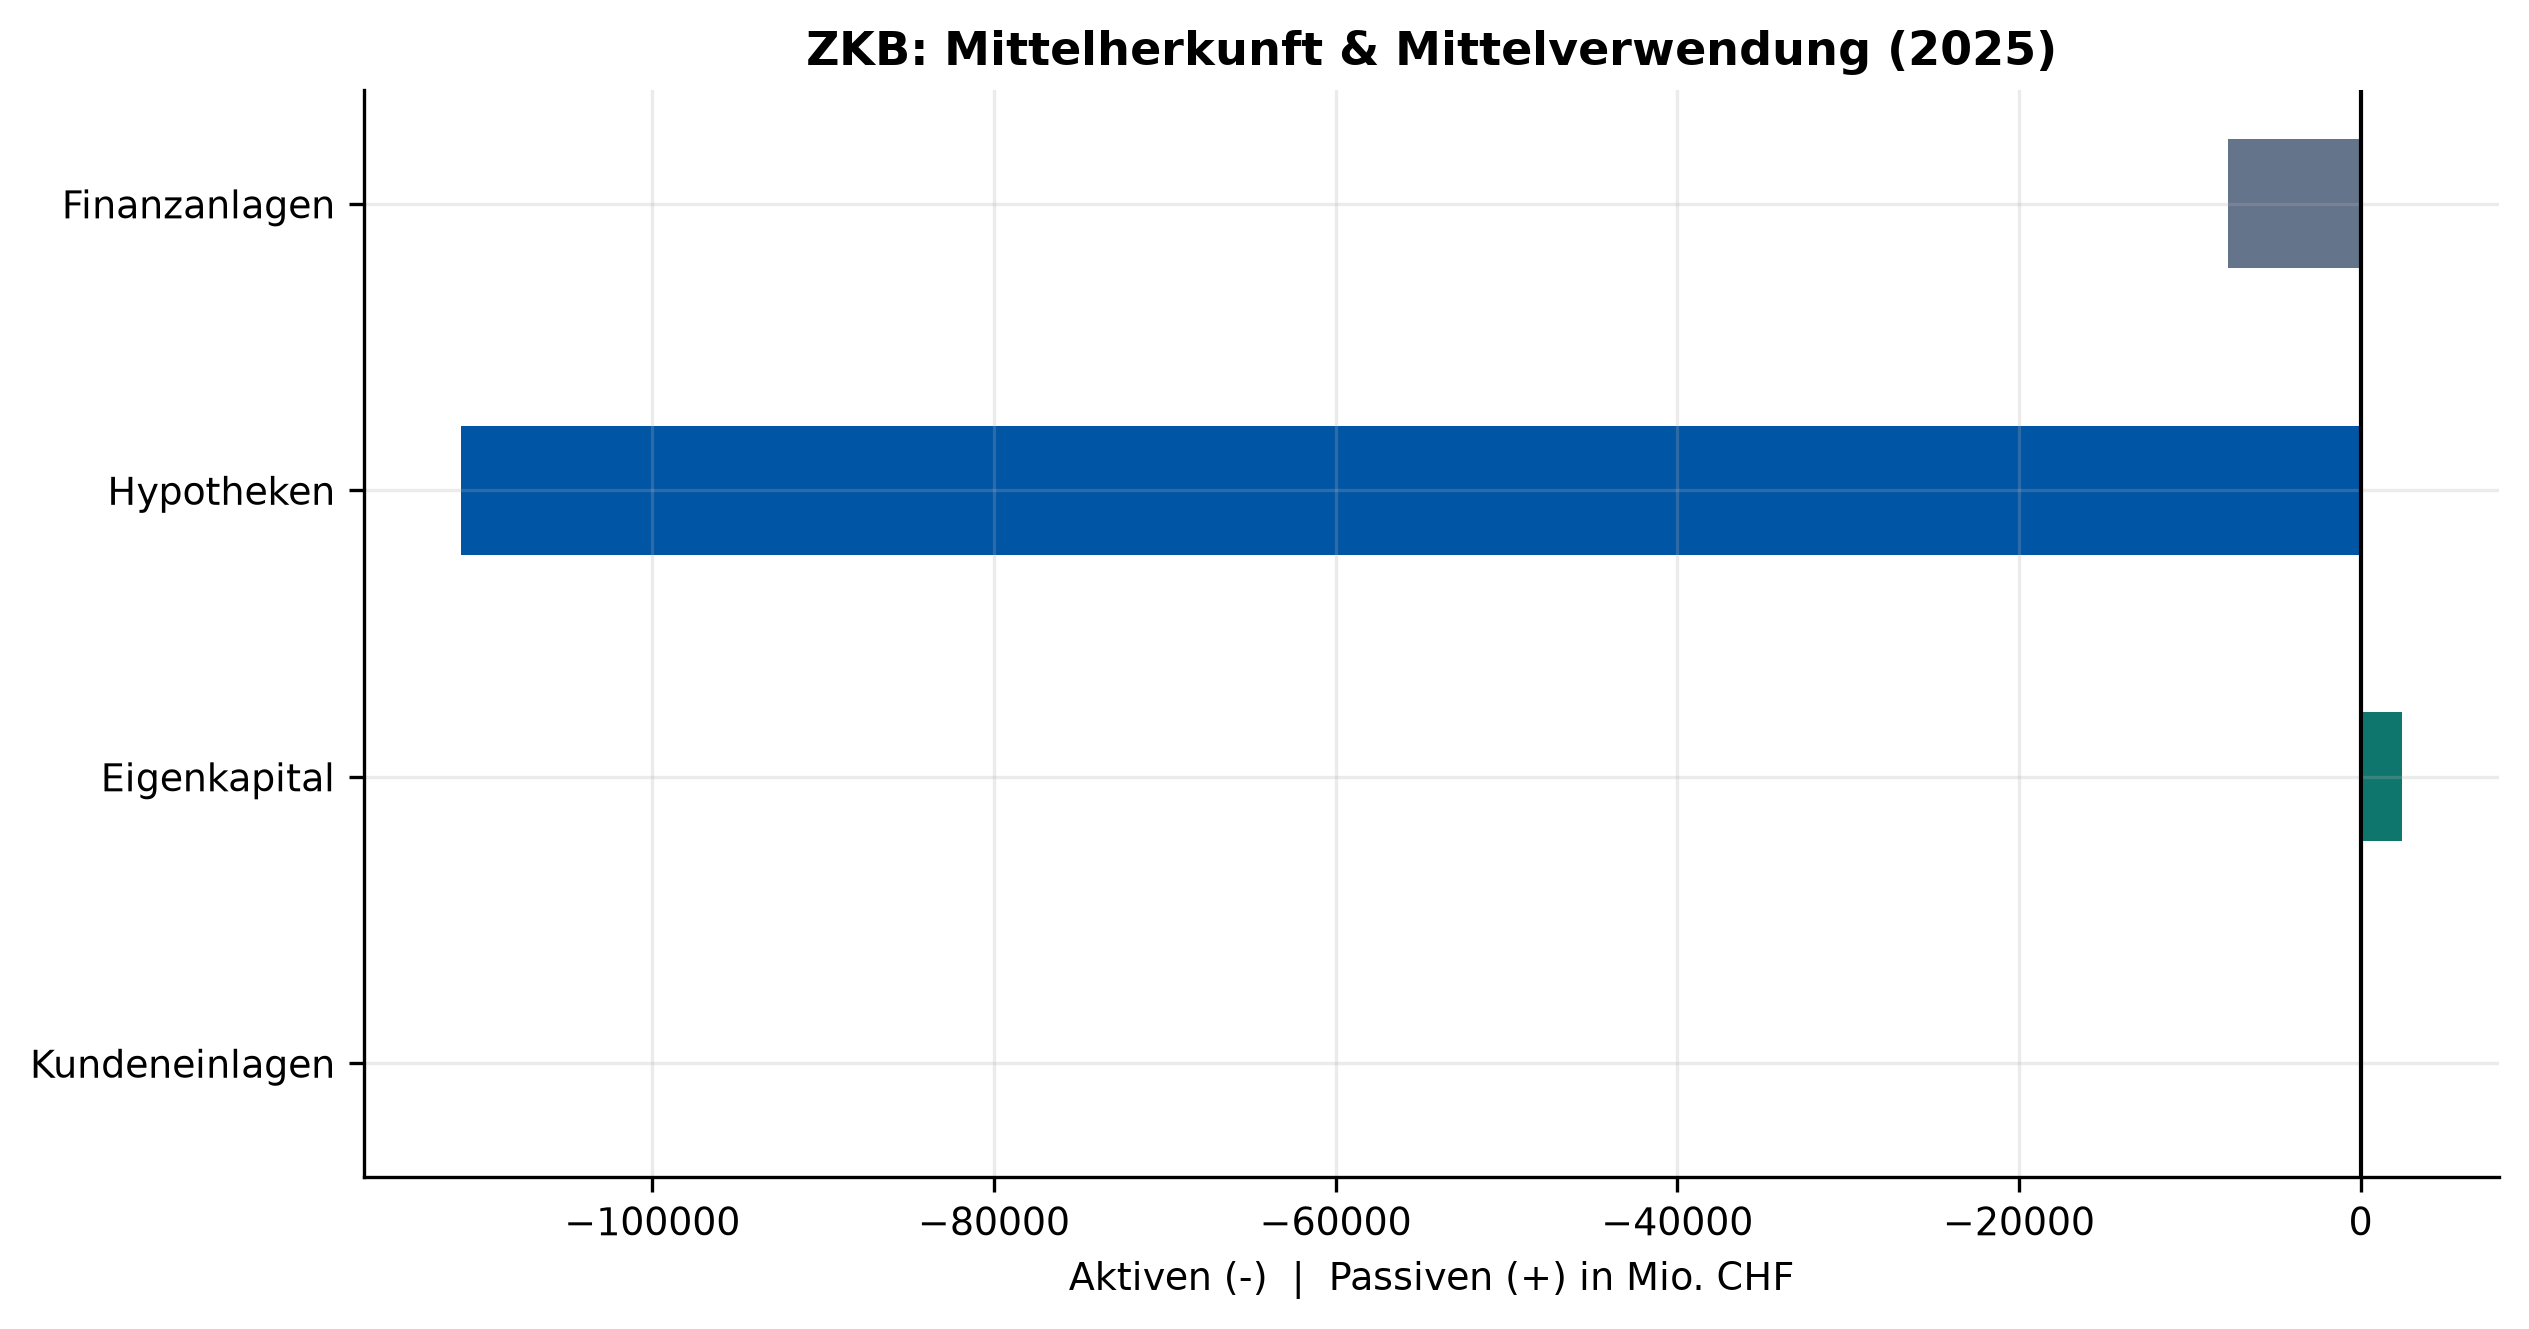 ZKB: Mittelherkunft & Mittelverwendung (2025)
Finanzanlagen
Hypotheken
Eigenkapital
Kundeneinlagen
−100000 −80000 −60000 −40000 −20000 0
Aktiven (-) | Passiven (+) in Mio. CHF